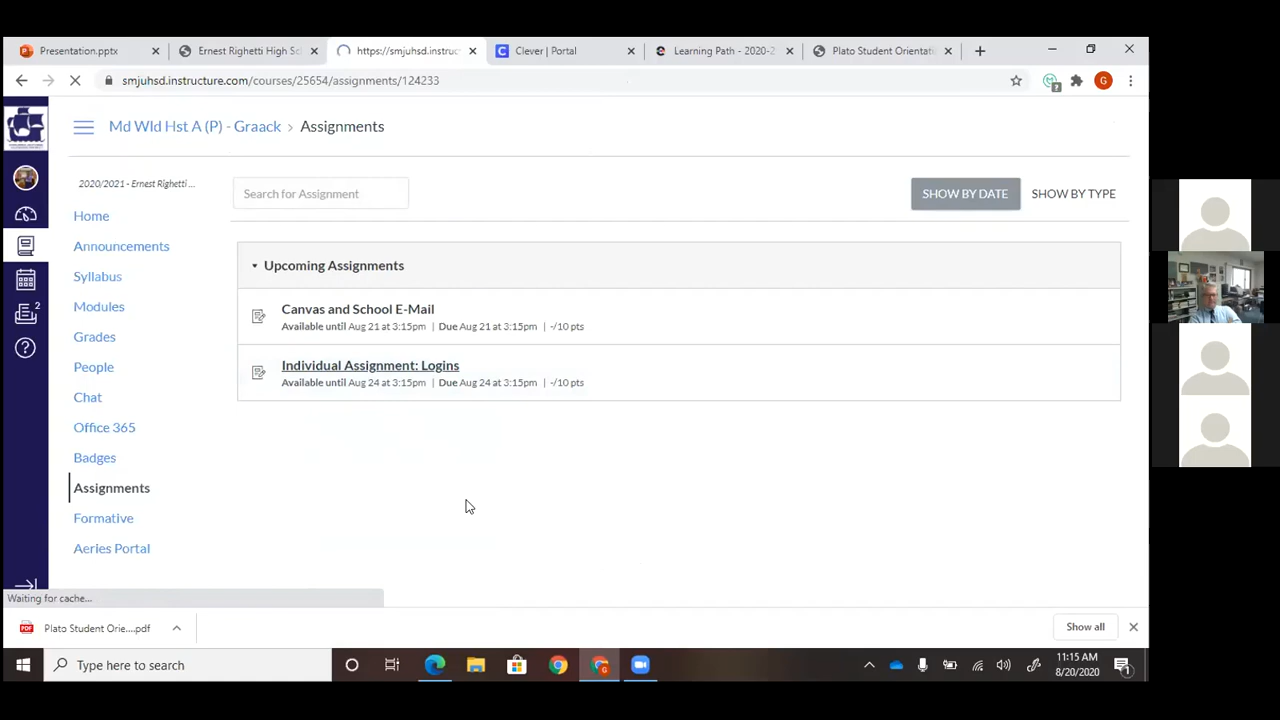 Presentation.pptx
Ernest Righetti High Sc
https://smjuhsd.instruc
Clever | Portal
Learning Path - 2020-2
Plato Student Orientati
smjuhsd.instructure.com/courses/25654/assignments/124233
G
Md Wld Hst A (P) - Graack > Assignments
2020/2021 - Ernest Righetti ...
Search for Assignment
SHOW BY DATE
SHOW BY TYPE
Home
Announcements
Syllabus
Modules
Grades
People
Chat
Office 365
Badges
Assignments
Formative
Aeries Portal
2
Upcoming Assignments
Canvas and School E-Mail
Available until Aug 21 at 3:15pm | Due Aug 21 at 3:15pm | -/10 pts
Individual Assignment: Logins
Available until Aug 24 at 3:15pm | Due Aug 24 at 3:15pm | -/10 pts
Waiting for cache...
Plato Student Orie....pdf
Show all
Type here to search
11:15 AM
8/20/2020